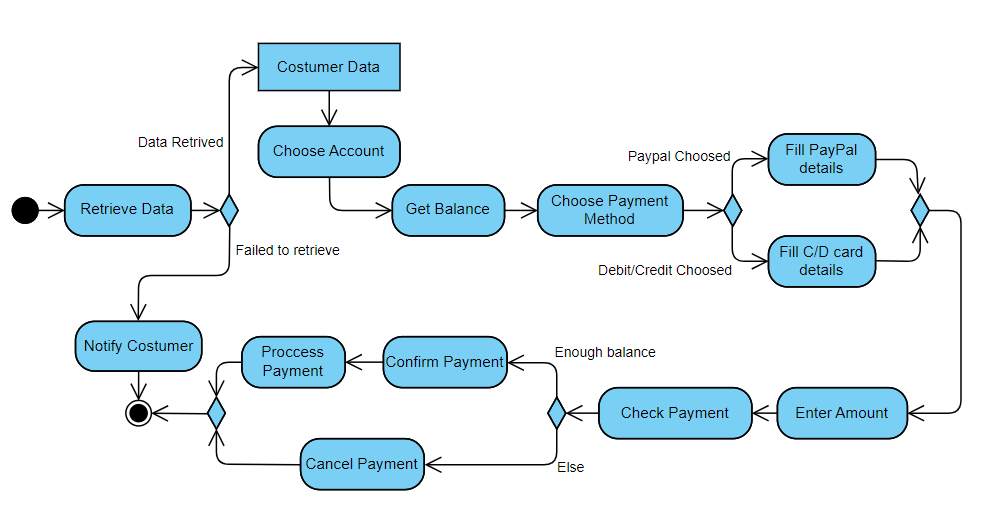 Costumer Data
Data Retrived
Choose Account
Paypal Choosed
Fill PayPal
details
Retrieve Data
Get Balance
Choose Payment
Method
Failed to retrieve
Debit/Credit Choosed
Fill C/D card
details
Notify Costumer
Proccess
Payment
Confirm Payment
Enough balance
Check Payment
Enter Amount
Cancel Payment
Else